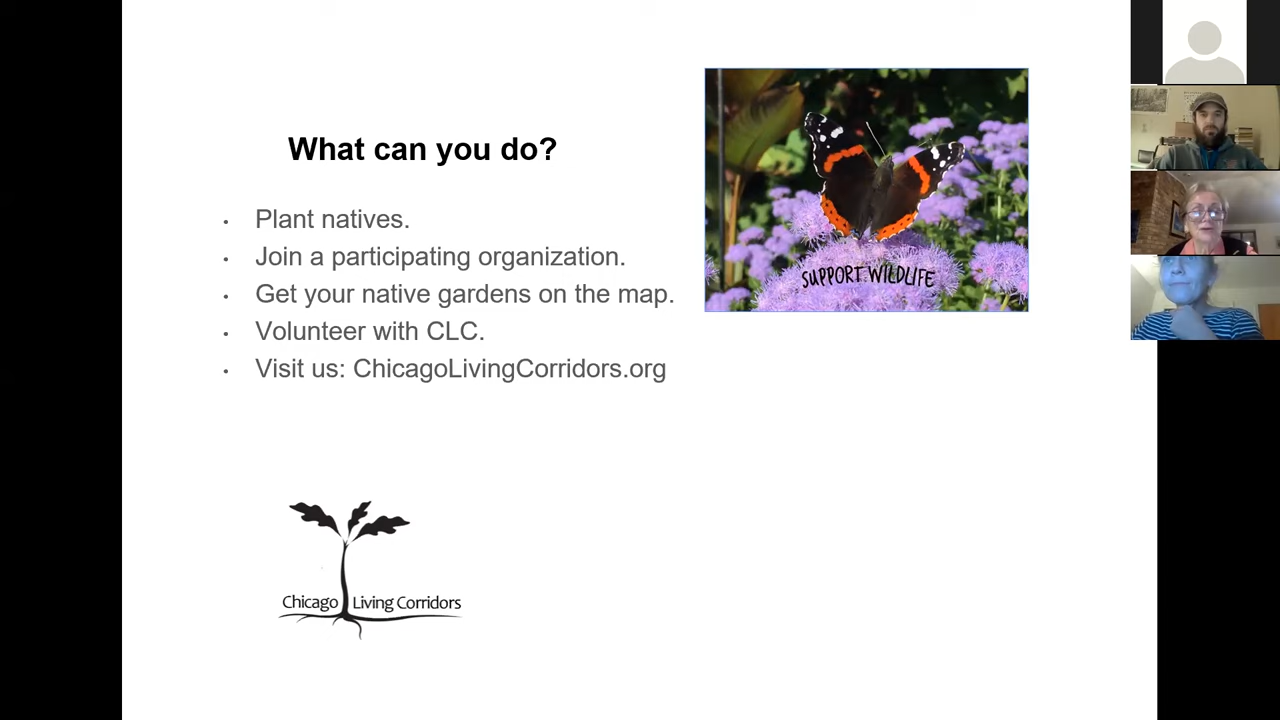 What can you do?
• Plant natives.
• Join a participating organization.
• Get your native gardens on the map.
• Volunteer with CLC.
• Visit us: ChicagoLivingCorridors.org
SUPPORT WILDLIFE
Chicago Living Corridors